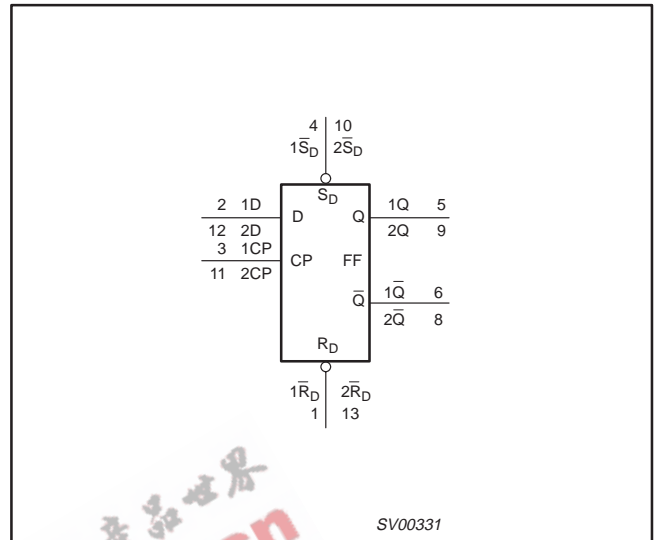 4 10
1S̅D 2S̅D
SD
2 1D D Q 1Q 5
12 2D 2Q 9
3 1CP CP FF
11 2CP
Q̅ 1Q̅ 6
2Q̅ 8
RD
1R̅D 2R̅D
1 13
SV00331